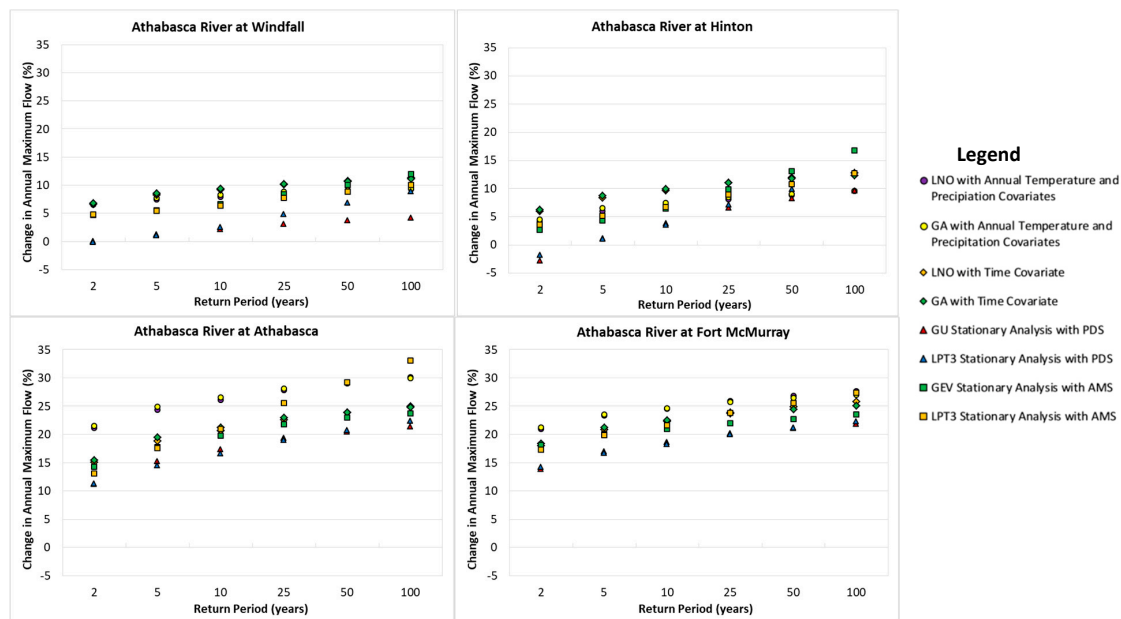 Athabasca River at Windfall
Change in Annual Maximum Flow (%)
35
30
25
20
15
10
5
0
-5
2 5 10 25 50 100
Return Period (years)
Athabasca River at Hinton
Change in Annual Maximum Flow (%)
35
30
25
20
15
10
5
0
-5
2 5 10 25 50 100
Return Period (years)
Athabasca River at Athabasca
Change in Annual Maximum Flow (%)
35
30
25
20
15
10
5
0
-5
2 5 10 25 50 100
Return Period (years)
Athabasca River at Fort McMurray
Change in Annual Maximum Flow (%)
35
30
25
20
15
10
5
0
-5
2 5 10 25 50 100
Return Period (years)
Legend
LNO with Annual Temperature and
Precipitation Covariates
GA with Annual Temperature and
Precipitation Covariates
LNO with Time Covariate
GA with Time Covariate
GU Stationary Analysis with PDS
LPT3 Stationary Analysis with PDS
GEV Stationary Analysis with AMS
LPT3 Stationary Analysis with AMS